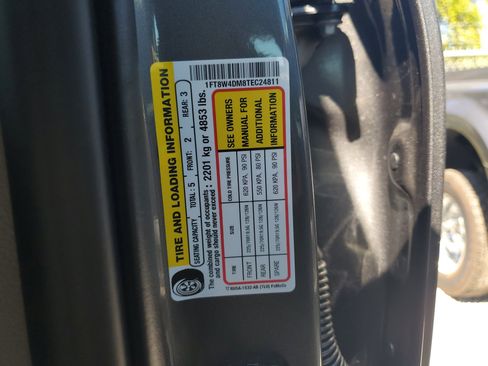 1FT8W4DM8TEC24811
TIRE AND LOADING INFORMATION
SEATING CAPACITY TOTAL: 5 FRONT: 2 REAR: 3
The combined weight of occupants
and cargo should never exceed : 2201 kg or 4853 lbs.
TIRE SIZE COLD TIRE PRESSURE SEE OWNERS
FRONT 620 KPA, 90 PSI MANUAL FOR
REAR 550 KPA, 80 PSI ADDITIONAL
SPARE 620 KPA, 90 PSI INFORMATION